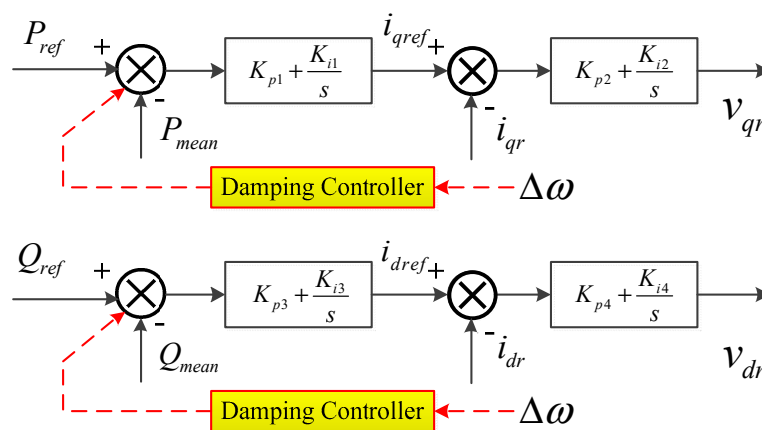 P_ref + - P_mean
K_p1 + K_i1/s
i_qref + - i_qr
K_p2 + K_i2/s
v_qr
Damping Controller
Δω
Q_ref + - Q_mean
K_p3 + K_i3/s
i_dref + - i_dr
K_p4 + K_i4/s
v_dr
Damping Controller
Δω